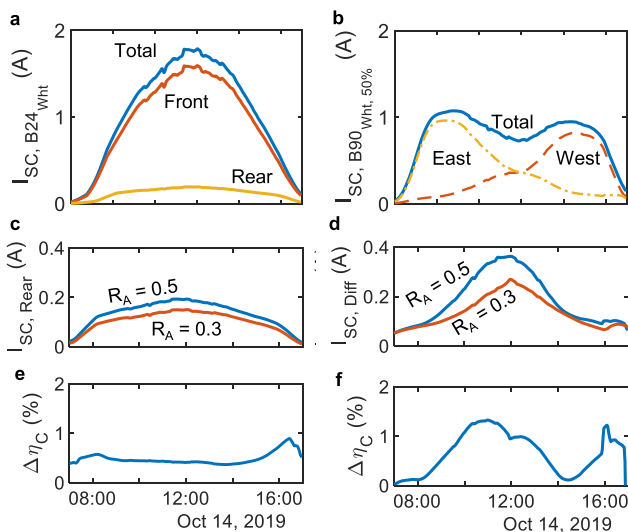 a
I_SC, B24_Wht (A)
2
1
0
Total
Front
Rear
b
I_SC, B90_Wht, 50% (A)
2
1
0
Total
East
West
c
I_SC, Rear (A)
0.4
0.2
0
R_A = 0.5
R_A = 0.3
d
I_SC, Diff (A)
0.4
0.2
0
R_A = 0.5
R_A = 0.3
e
Δη_C (%)
2
1
0
08:00 12:00 16:00
Oct 14, 2019
f
Δη_C (%)
2
1
0
08:00 12:00 16:00
Oct 14, 2019